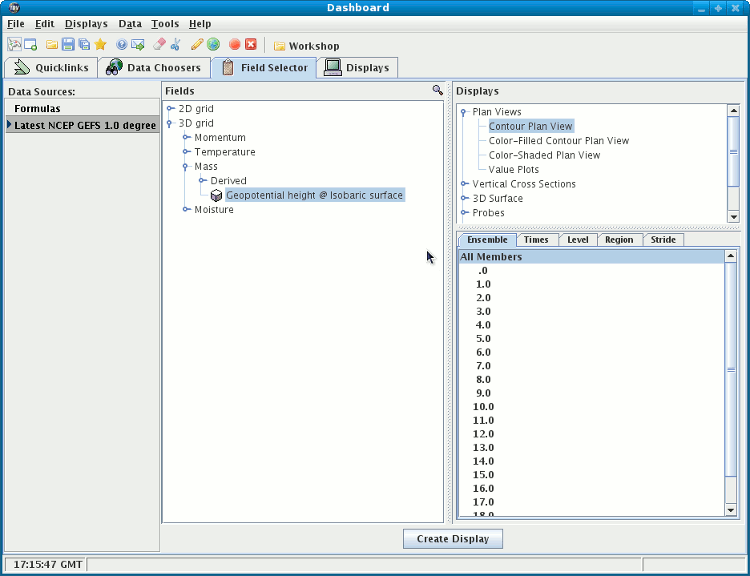 Dashboard
File Edit Displays Data Tools Help
Workshop
Quicklinks Data Choosers Field Selector Displays
Data Sources:
Formulas
Latest NCEP GEFS 1.0 degree
Fields
2D grid
3D grid
Momentum
Temperature
Mass
Derived
Geopotential height @ Isobaric surface
Moisture
Displays
Plan Views
Contour Plan View
Color-Filled Contour Plan View
Color-Shaded Plan View
Value Plots
Vertical Cross Sections
3D Surface
Probes
Ensemble Times Level Region Stride
All Members
.0
1.0
2.0
3.0
4.0
5.0
6.0
7.0
8.0
9.0
10.0
11.0
12.0
13.0
14.0
15.0
16.0
17.0
18.0
Create Display
17:15:47 GMT